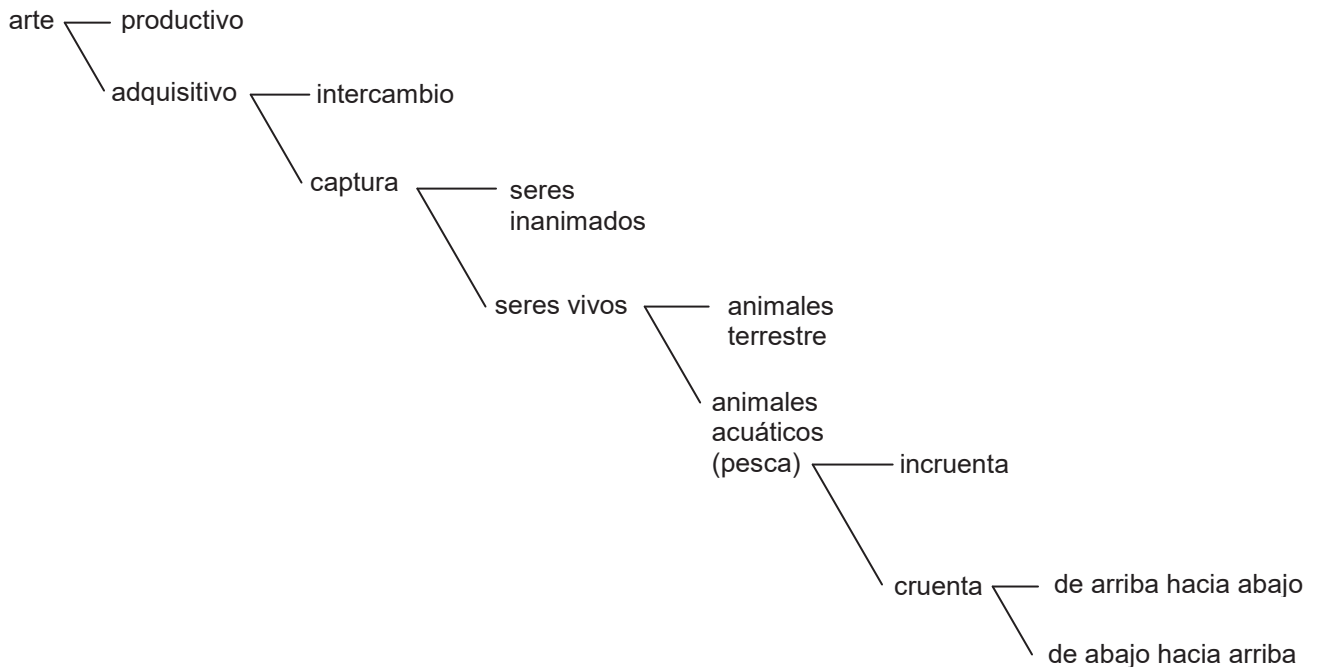 arte
productivo
adquisitivo
intercambio
captura
seres
inanimados
seres vivos
animales
terrestre
animales
acuáticos
(pesca)
incruenta
cruenta
de arriba hacia abajo
de abajo hacia arriba